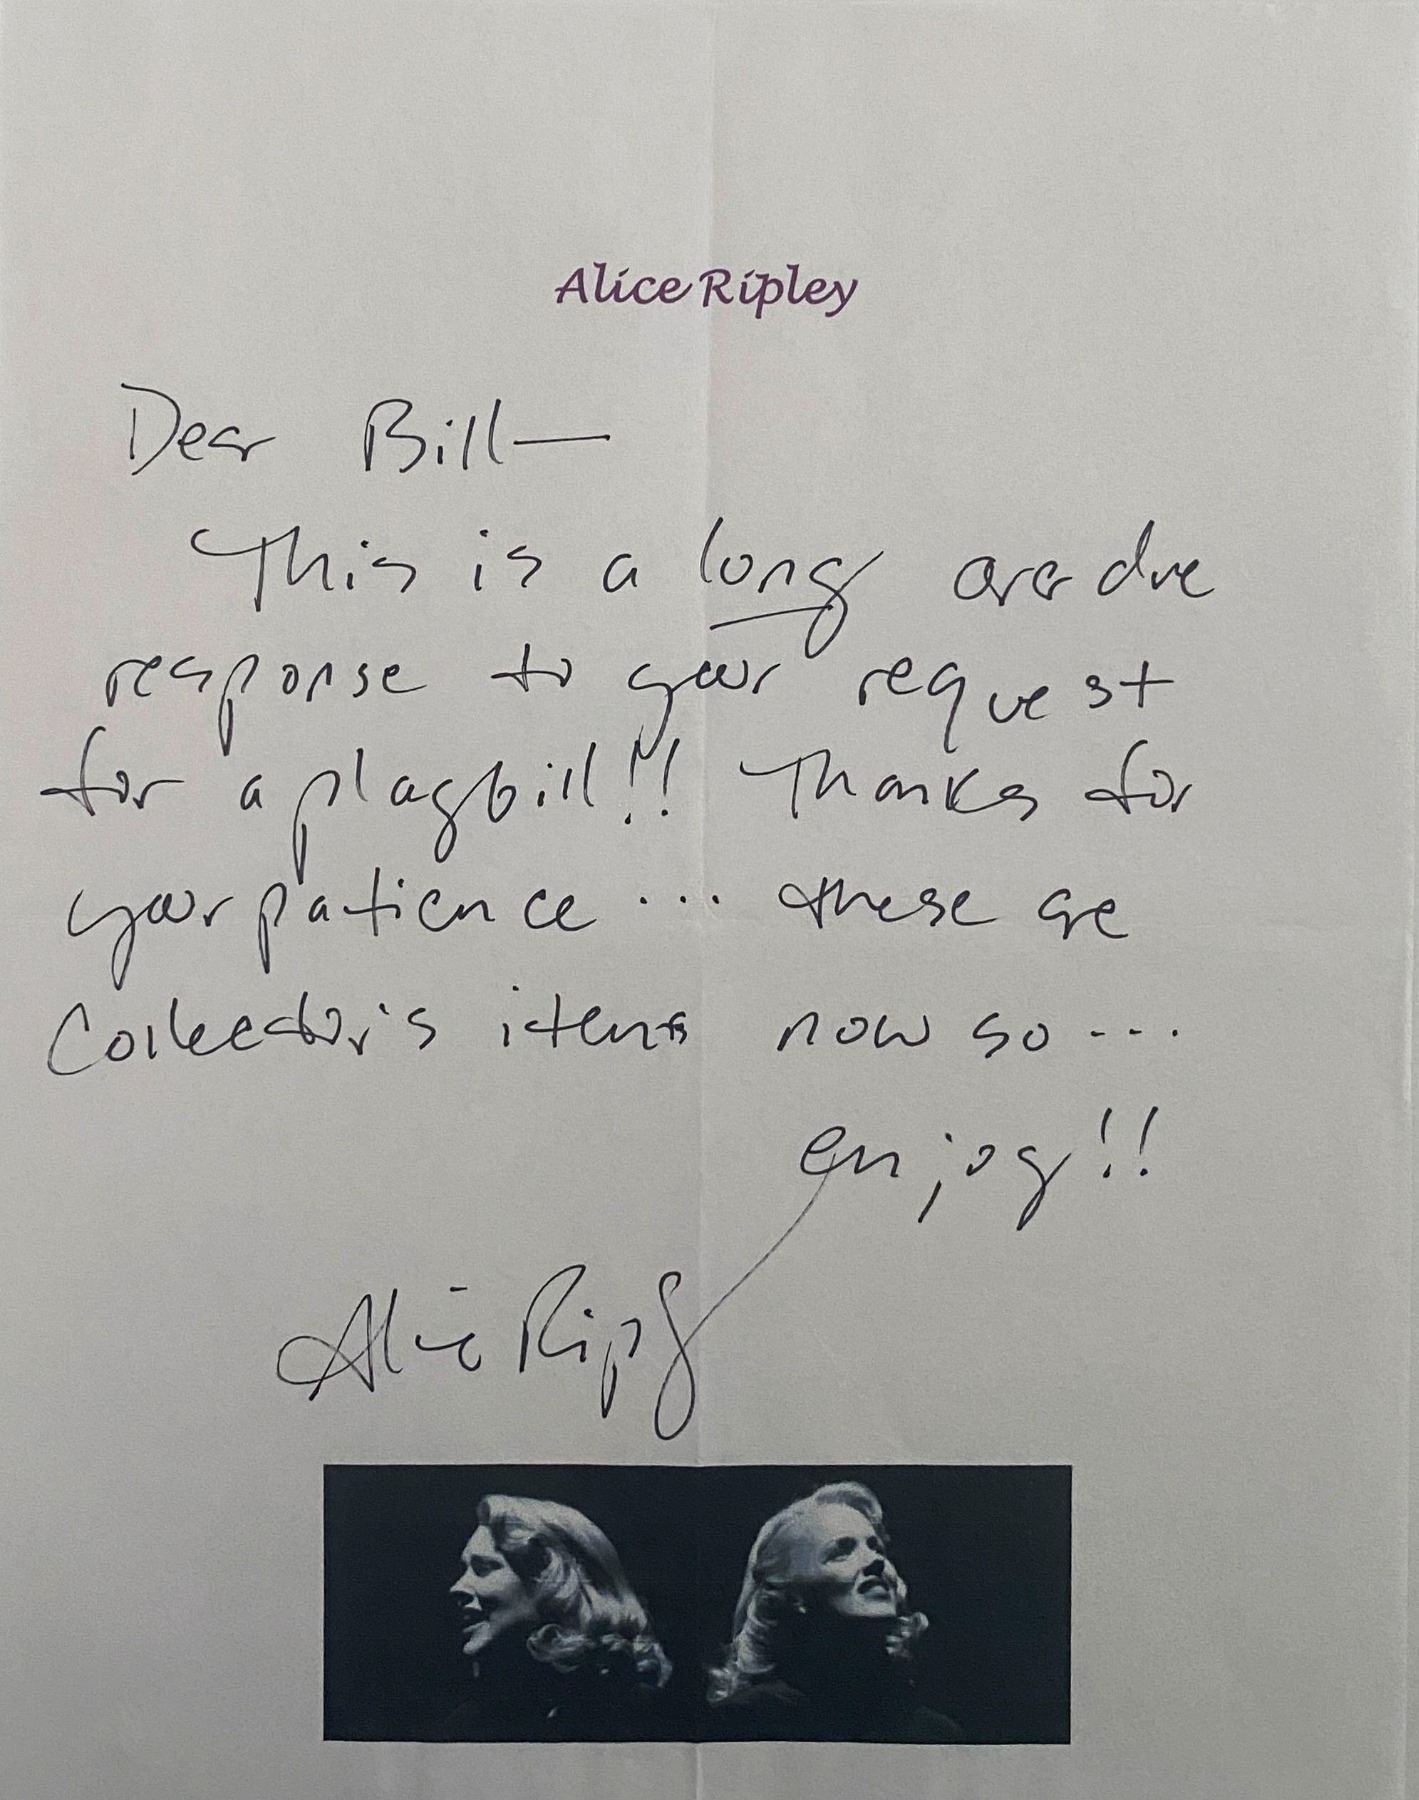 Alice Ripley
Dear Bill—
This is a long overdue
response to your request
for a playbill!! Thanks for
your patience... these are
Collector's items now so...
enjoy!!
Alice Ripley